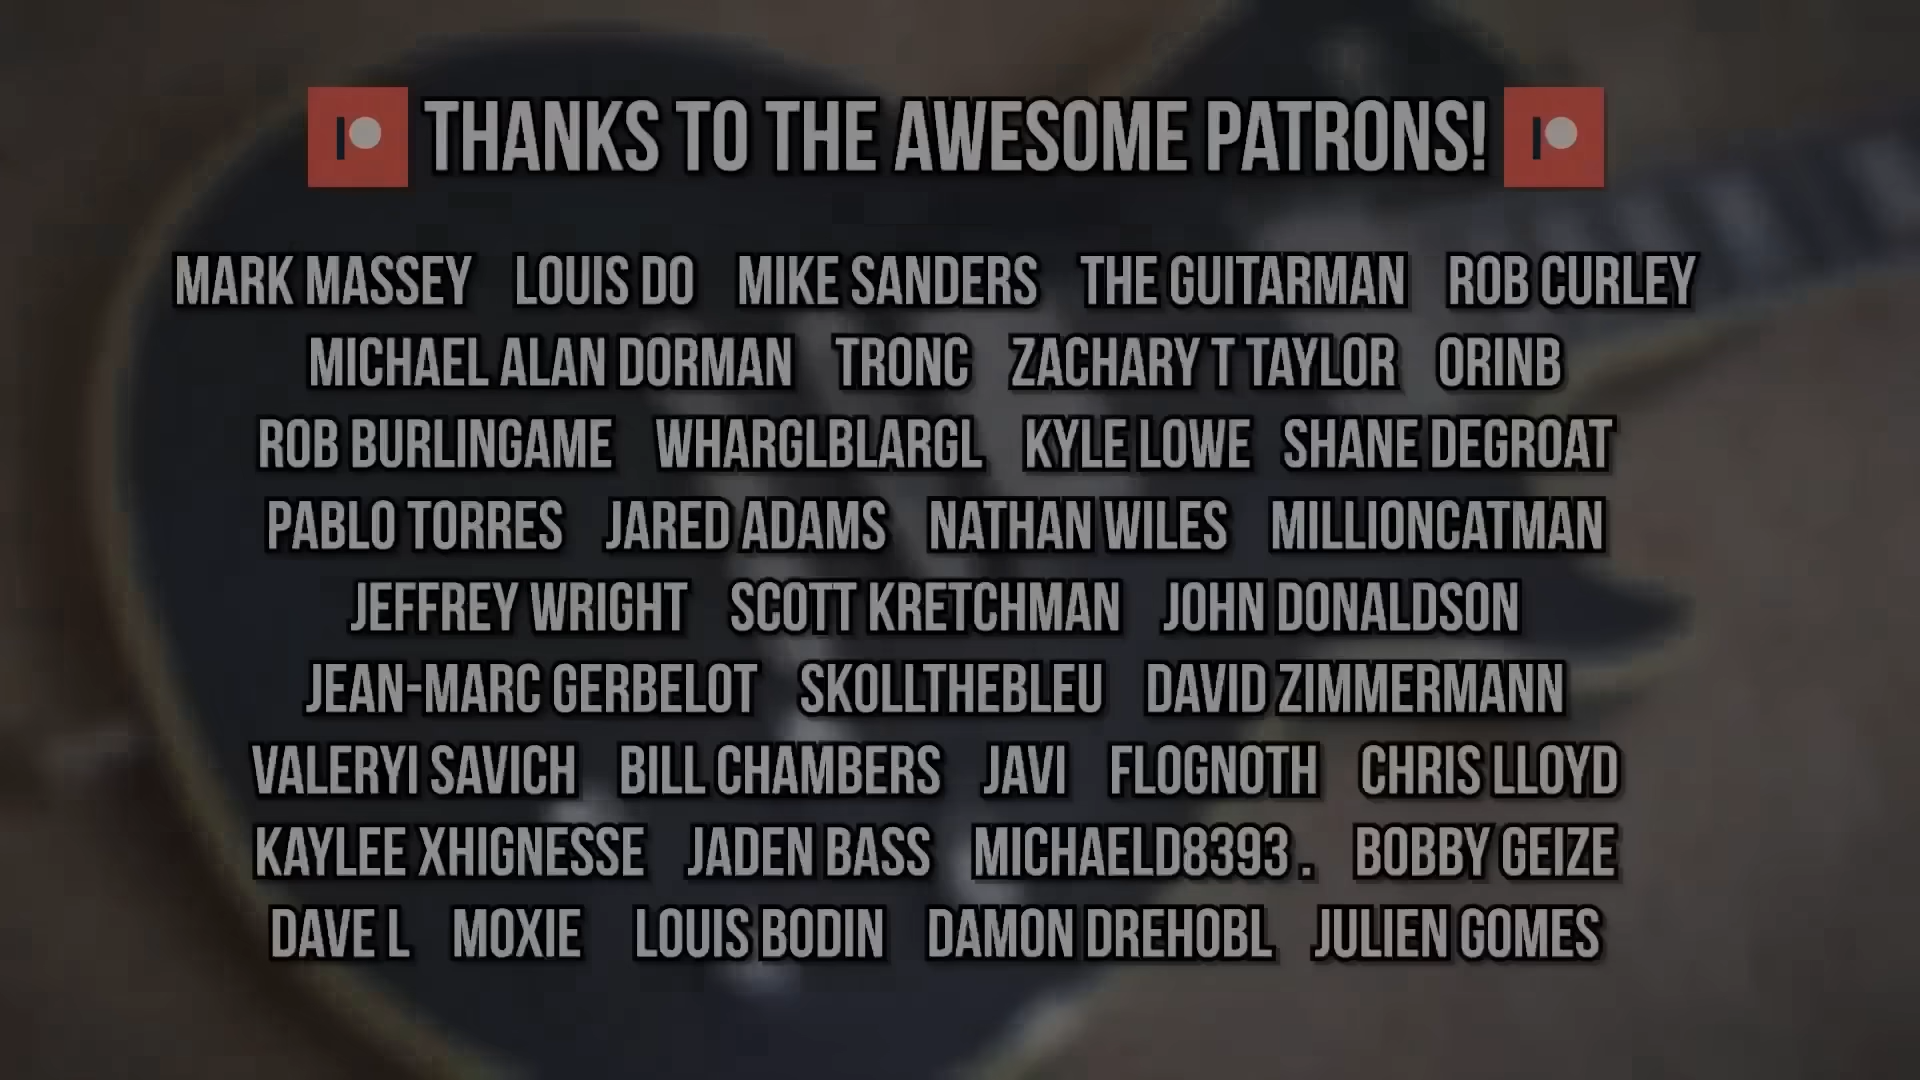 THANKS TO THE AWESOME PATRONS!
MARK MASSEY LOUIS DO MIKE SANDERS THE GUITARMAN ROB CURLEY
MICHAEL ALAN DORMAN TRONC ZACHARY T TAYLOR ORINB
ROB BURLINGAME WHARGLBLARGL KYLE LOWE SHANE DEGROAT
PABLO TORRES JARED ADAMS NATHAN WILES MILLIONCATMAN
JEFFREY WRIGHT SCOTT KRETCHMAN JOHN DONALDSON
JEAN-MARC GERBELOT SKOLLTHEBLEU DAVID ZIMMERMANN
VALERYI SAVICH BILL CHAMBERS JAVI FLOGNOTH CHRIS LLOYD
KAYLEE XHIGNESSE JADEN BASS MICHAELD8393 . BOBBY GEIZE
DAVE L MOXIE LOUIS BODIN DAMON DREHOBL JULIEN GOMES